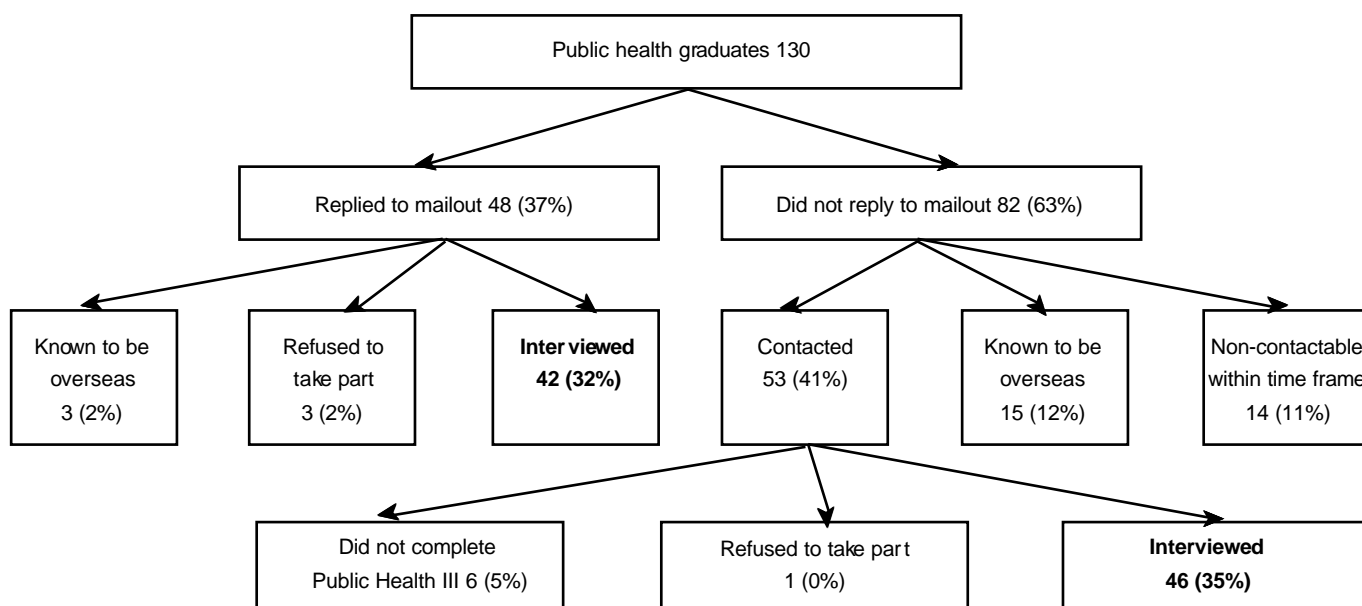 Public health graduates 130
Replied to mailout 48 (37%)
Did not reply to mailout 82 (63%)
Known to be
overseas
3 (2%)
Refused to
take part
3 (2%)
Inter viewed
42 (32%)
Contacted
53 (41%)
Known to be
overseas
15 (12%)
Non-contactable
within time frame
14 (11%)
Did not complete
Public Health III 6 (5%)
Refused to take part
1 (0%)
Interviewed
46 (35%)